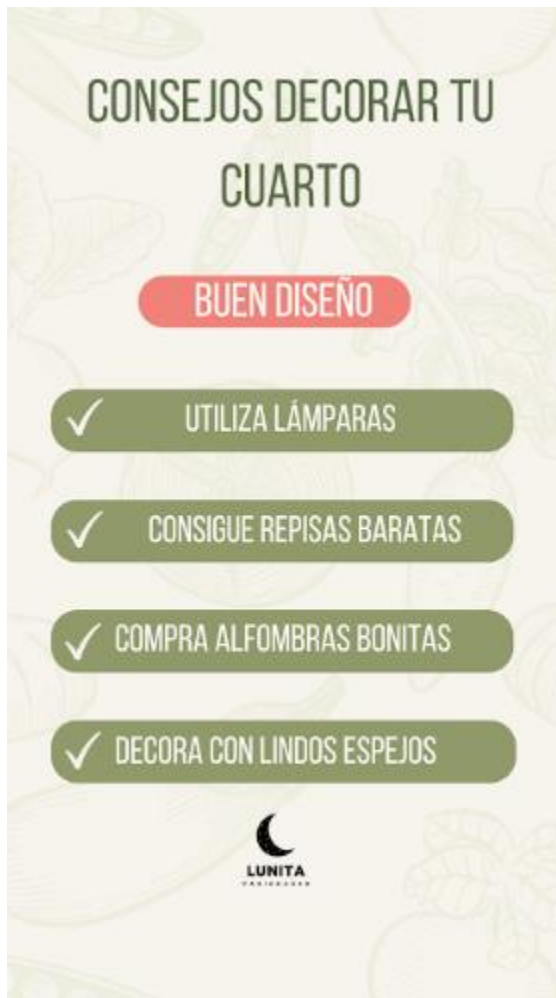 CONSEJOS DECORAR TU
CUARTO
BUEN DISEÑO
UTILIZA LÁMPARAS
CONSIGUE REPISAS BARATAS
COMPRA ALFOMBRAS BONITAS
DECORA CON LINDOS ESPEJOS
LUNITA